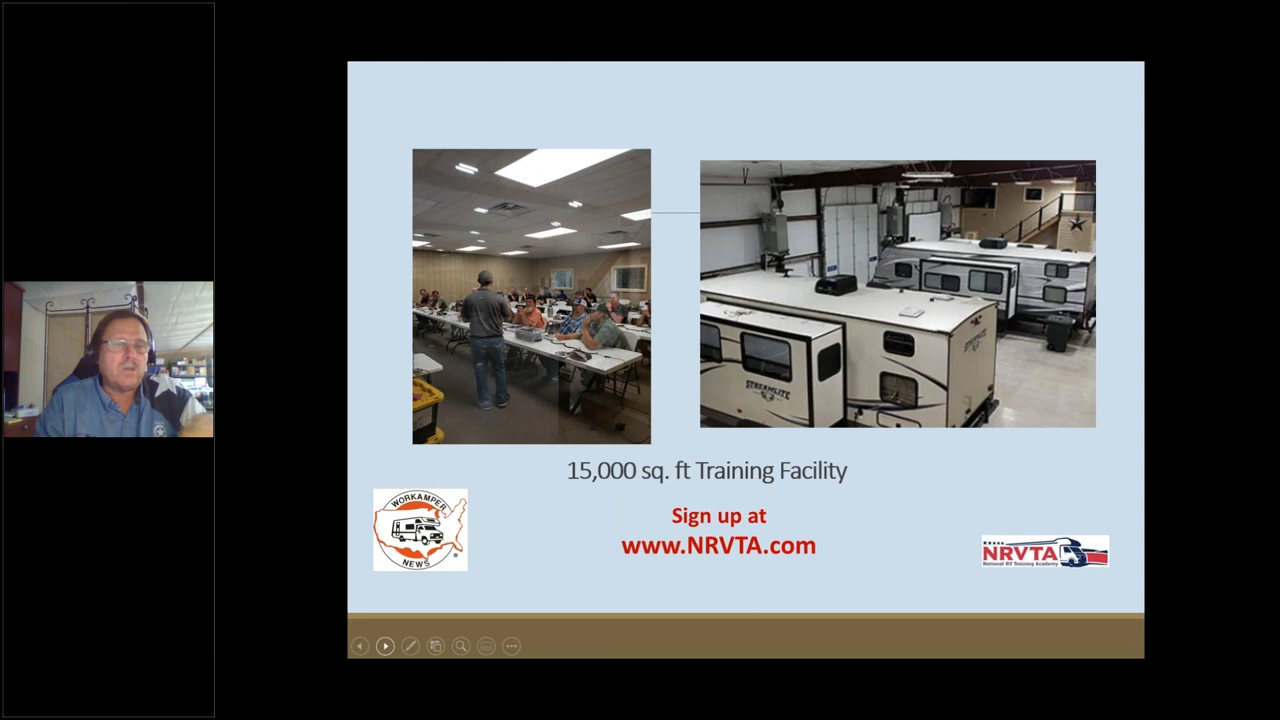 STREAMLITE
15,000 sq. ft Training Facility
Sign up at
www.NRVTA.com
WORKAMPER
NEWS
NRVTA
National RV Training Academy